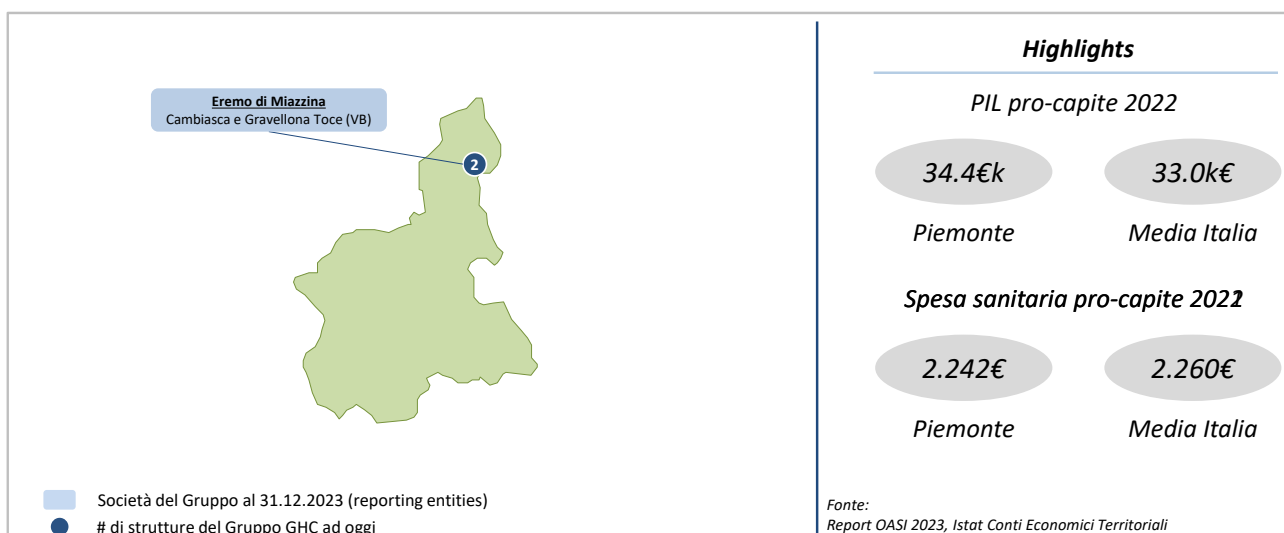 Eremo di Miazzina
Cambiasca e Gravellona Toce (VB)
2
Società del Gruppo al 31.12.2023 (reporting entities)
# di strutture del Gruppo GHC ad oggi
Highlights
PIL pro-capite 2022
34.4€k 33.0k€
Piemonte Media Italia
Spesa sanitaria pro-capite
2.242€ 2.260€
Piemonte Media Italia
Fonte:
Report OASI 2023, Istat Conti Economici Territoriali